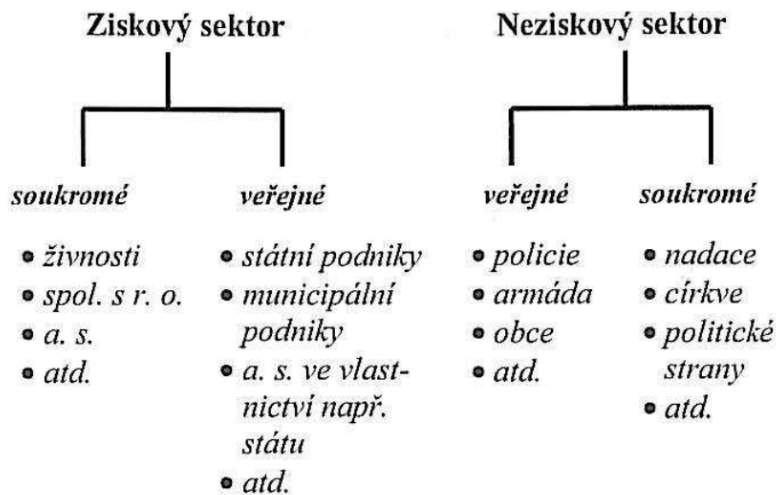 Ziskový sektor
soukromé
• živnosti
• spol. s r. o.
• a. s.
• atd.
veřejné
• státní podniky
• municipální
podniky
• a. s. ve vlast-
nictví např.
státu
• atd.
Neziskový sektor
veřejné
• policie
• armáda
• obce
• atd.
soukromé
• nadace
• církve
• politické
strany
• atd.